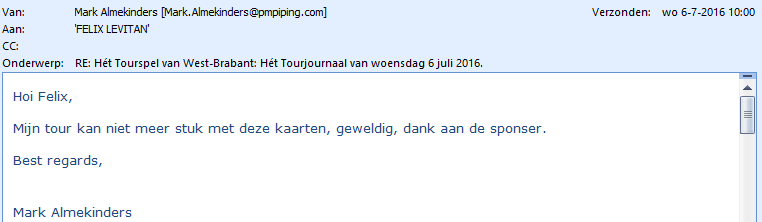 Van: Mark Almekinders [Mark.Almekinders@pmpiping.com] Verzonden: wo 6-7-2016 10:00
Aan: 'FELIX LEVITAN'
CC:
Onderwerp: RE: Hét Tourspel van West-Brabant: Hét Tourjournaal van woensdag 6 juli 2016.
Hoi Felix,
Mijn tour kan niet meer stuk met deze kaarten, geweldig, dank aan de sponser.
Best regards,
Mark Almekinders